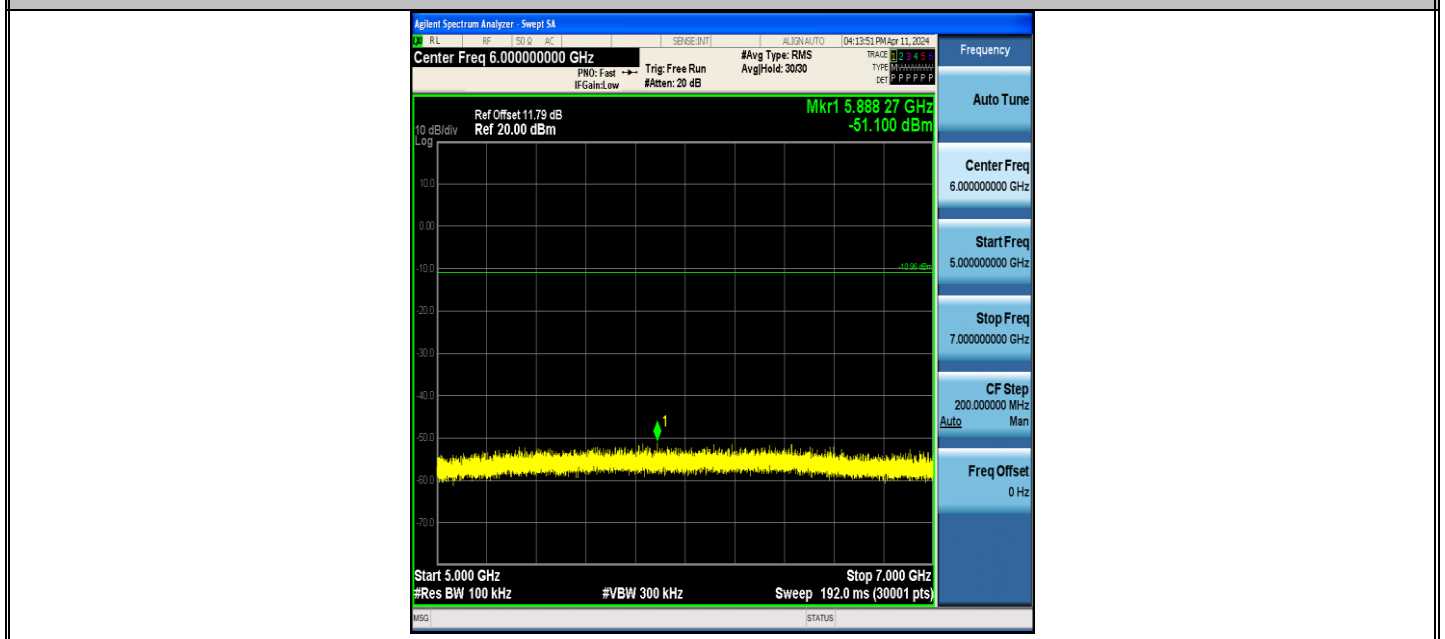 Agilent Spectrum Analyzer - Swept SA
RL RF 50 Ω AC SENSE:INT ALIGN AUTO 04:13:51 PM Apr 11, 2024
Center Freq 6.000000000 GHz
PNO: Fast
IFGain:Low
Trig: Free Run
#Atten: 20 dB
#Avg Type: RMS
Avg|Hold: 30/30
TRACE 1 2 3 4 5 6
TYPE
DET P P P P P P
Mkr1 5.888 27 GHz
-51.100 dBm
Ref Offset 11.79 dB
10 dB/div Ref 20.00 dBm
Log
10.0
0.00
-10.0
-10.96 dBm
-20.0
-30.0
-40.0
1
-50.0
-60.0
-70.0
Start 5.000 GHz Stop 7.000 GHz
#Res BW 100 kHz #VBW 300 kHz Sweep 192.0 ms (30001 pts)
MSG STATUS
Frequency
Auto Tune
Center Freq
6.000000000 GHz
Start Freq
5.000000000 GHz
Stop Freq
7.000000000 GHz
CF Step
200.000000 MHz
Auto Man
Freq Offset
0 Hz